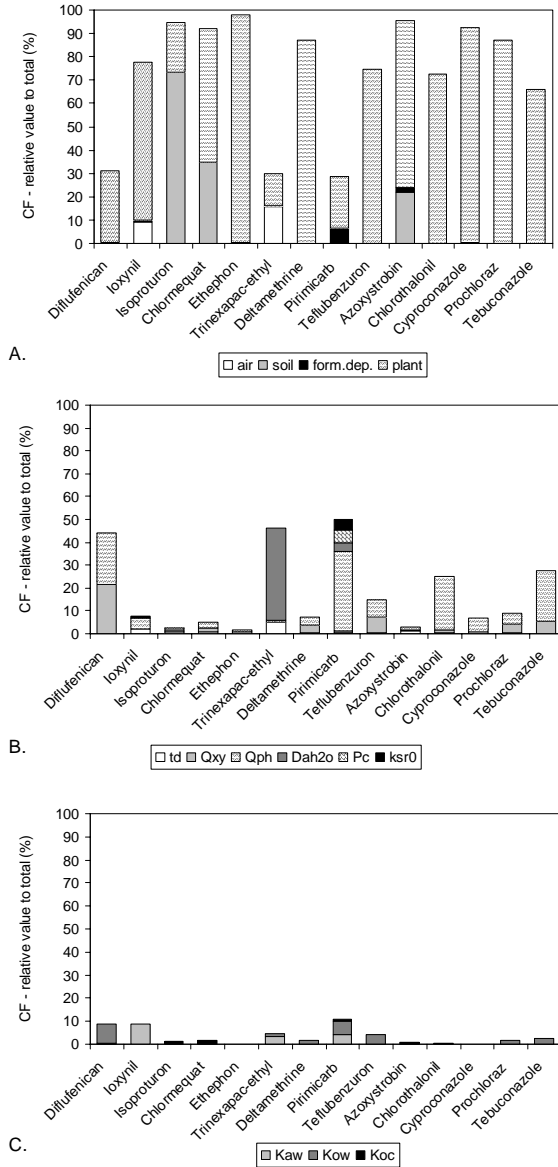 CF - relative value to total (%)
100
90
80
70
60
50
40
30
20
10
0
Diflufenican
Ioxynil
Isoproturon
Chlormequat
Ethephon
Trinexapac-ethyl
Deltamethrine
Pirimicarb
Teflubenzuron
Azoxystrobin
Chlorothalonil
Cyproconazole
Prochloraz
Tebuconazole
air soil form.dep. plant
A.
CF - relative value to total (%)
100
90
80
70
60
50
40
30
20
10
0
Diflufenican
Ioxynil
Isoproturon
Chlormequat
Ethephon
Trinexapac-ethyl
Deltamethrine
Pirimicarb
Teflubenzuron
Azoxystrobin
Chlorothalonil
Cyproconazole
Prochloraz
Tebuconazole
B.
td Qxy Qph Dah2o Pc ksr0
CF - relative value to total (%)
100
90
80
70
60
50
40
30
20
10
0
Diflufenican
Ioxynil
Isoproturon
Chlormequat
Ethephon
Trinexapac-ethyl
Deltamethrine
Pirimicarb
Teflubenzuron
Azoxystrobin
Chlorothalonil
Cyproconazole
Prochloraz
Tebuconazole
C.
Kaw Kow Koc